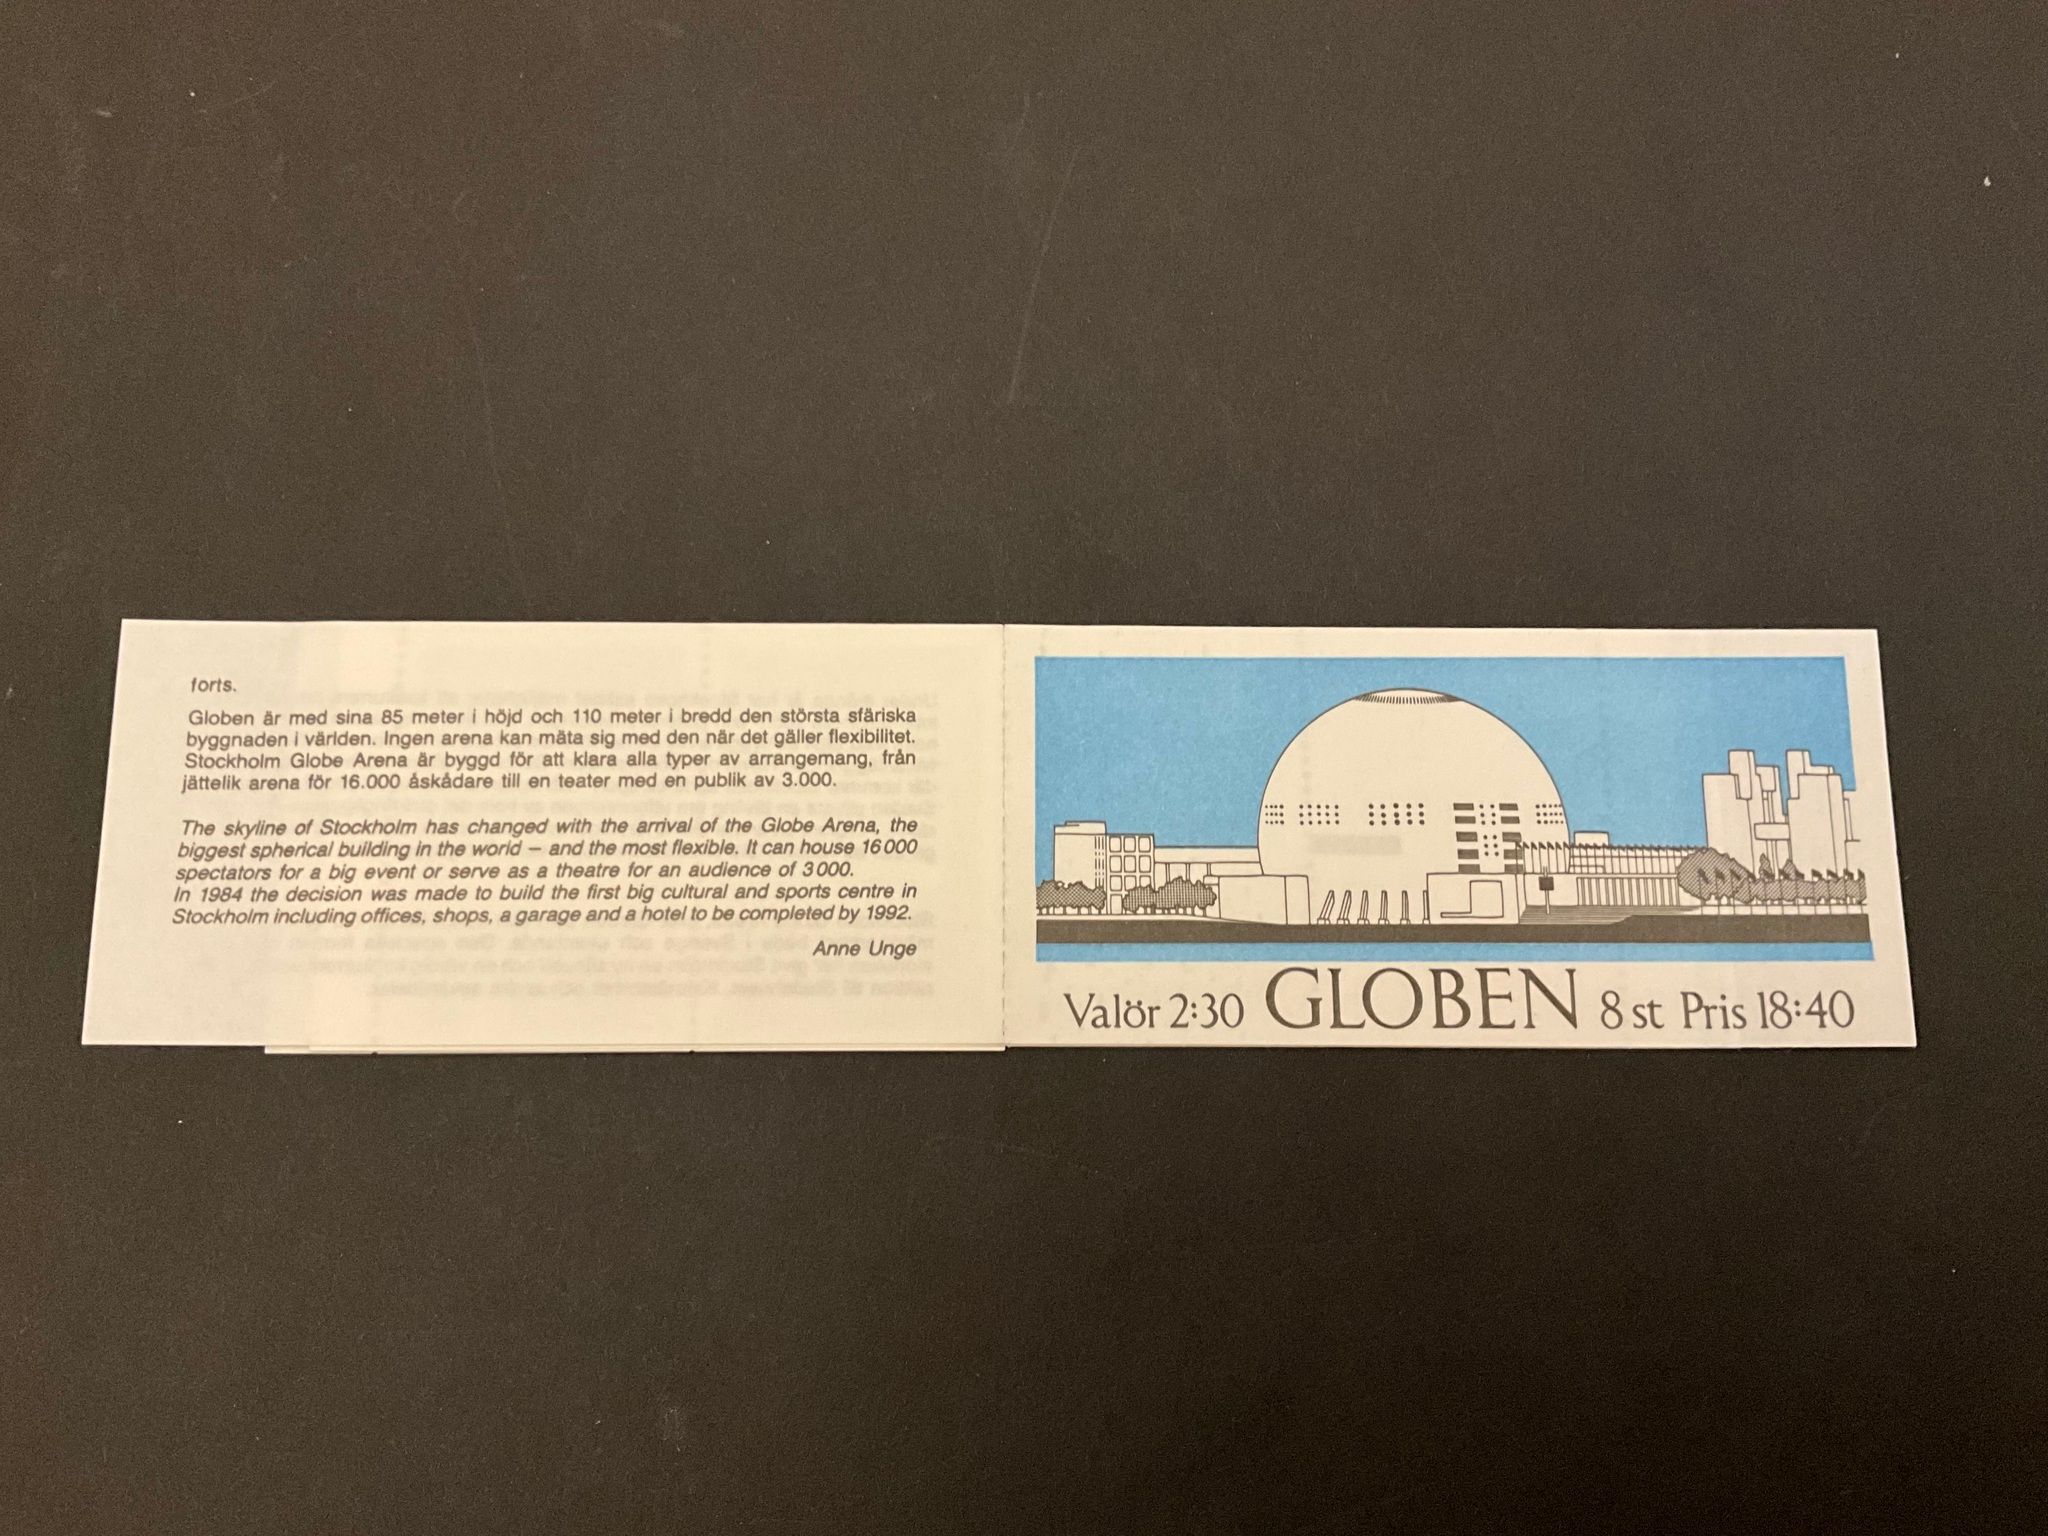 forts.
Globen är med sina 85 meter i höjd och 110 meter i bredd den största sfäriska
byggnaden i världen. Ingen arena kan mäta sig med den när det gäller flexibilitet.
Stockholm Globe Arena är byggd för att klara alla typer av arrangemang, från
jättelik arena för 16.000 åskådare till en teater med en publik av 3.000.
The skyline of Stockholm has changed with the arrival of the Globe Arena, the
biggest spherical building in the world – and the most flexible. It can house 16 000
spectators for a big event or serve as a theatre for an audience of 3 000.
In 1984 the decision was made to build the first big cultural and sports centre in
Stockholm including offices, shops, a garage and a hotel to be completed by 1992.
Anne Unge
Valör 2:30 GLOBEN 8 st Pris 18:40